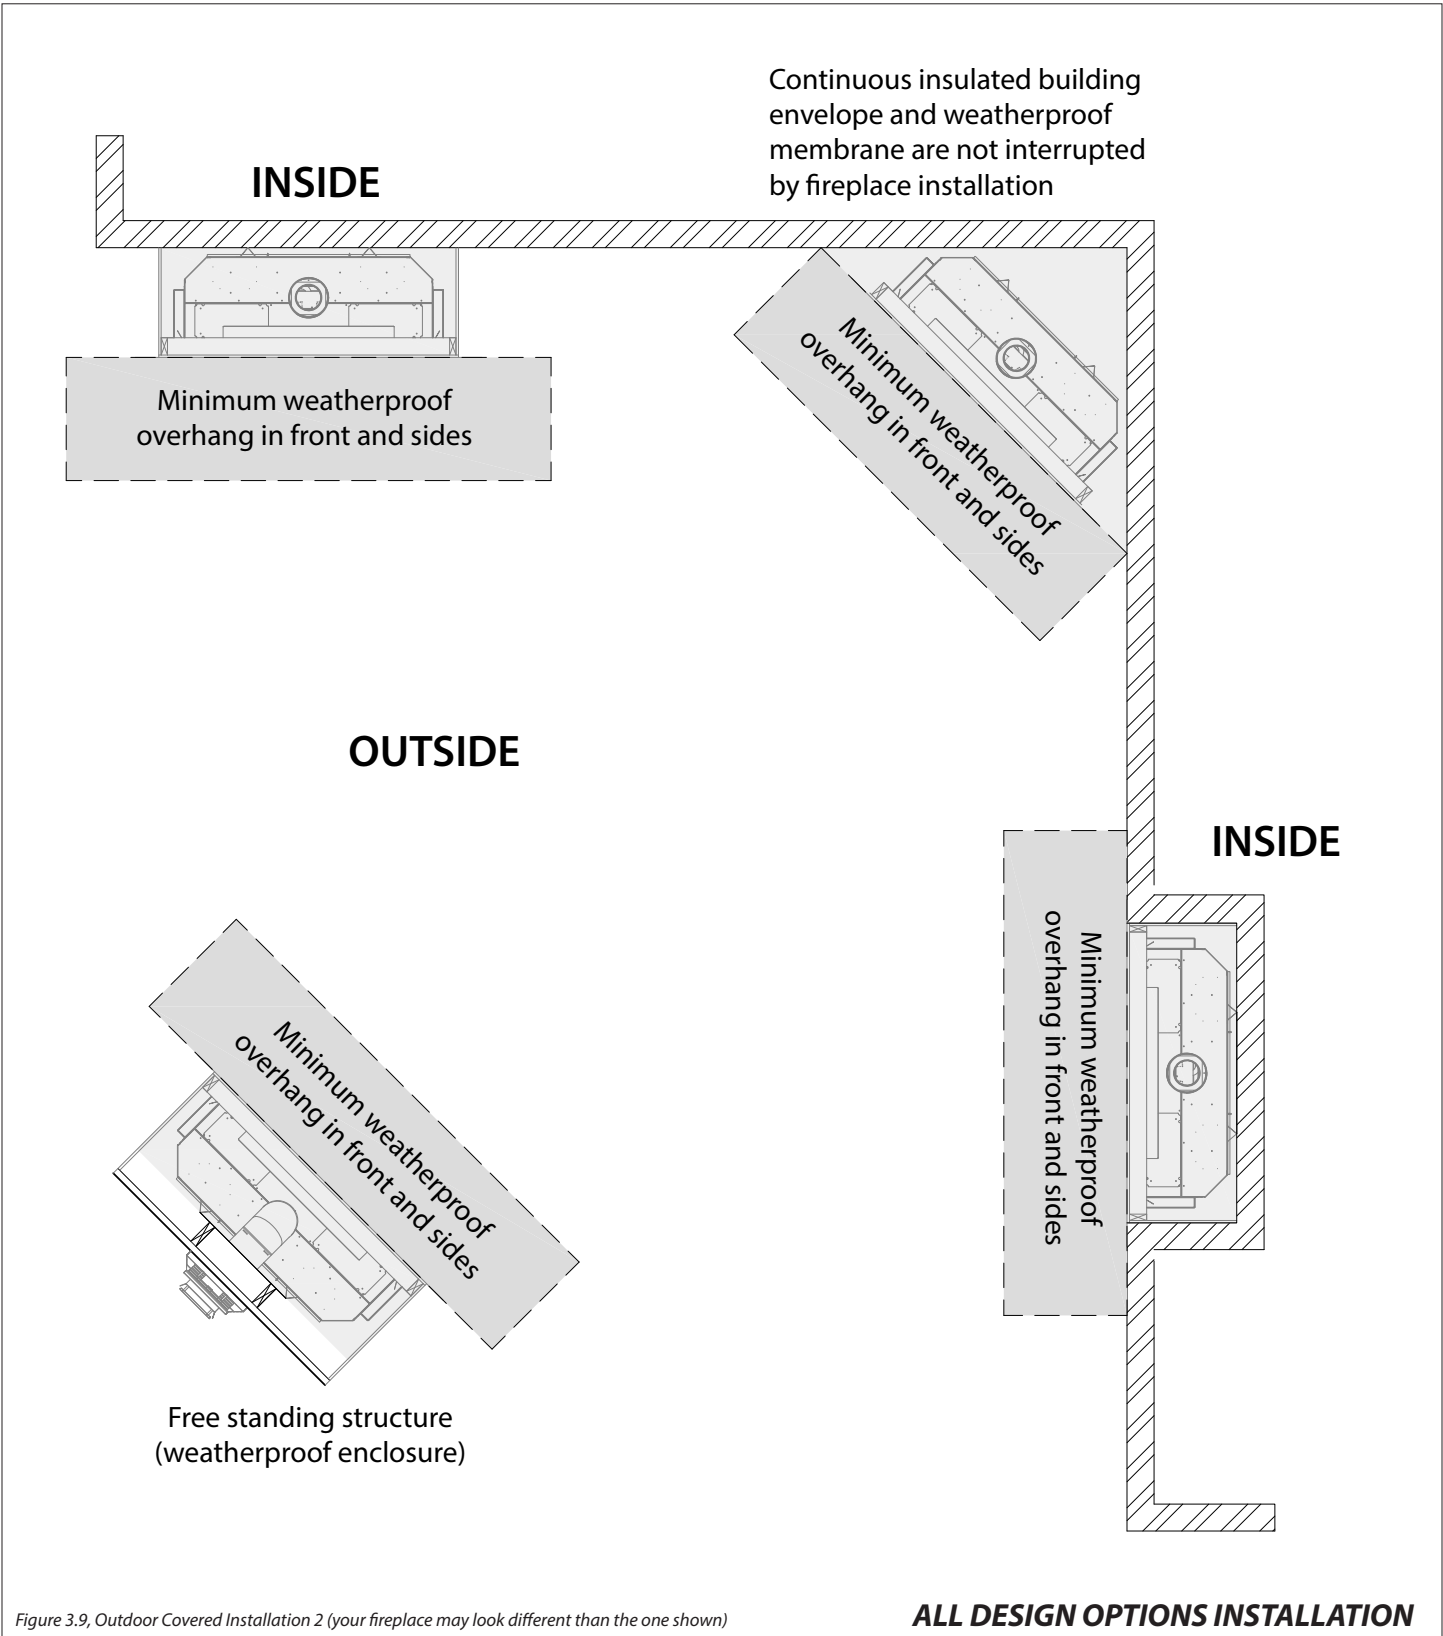 Continuous insulated building
envelope and weatherproof
membrane are not interrupted
by fireplace installation
INSIDE
Minimum weatherproof
overhang in front and sides
Minimum weatherproof
overhang in front and sides
OUTSIDE
INSIDE
Minimum weatherproof
overhang in front and sides
Minimum weatherproof
overhang in front and sides
Free standing structure
(weatherproof enclosure)
Figure 3.9, Outdoor Covered Installation 2 (your fireplace may look different than the one shown)
ALL DESIGN OPTIONS INSTALLATION